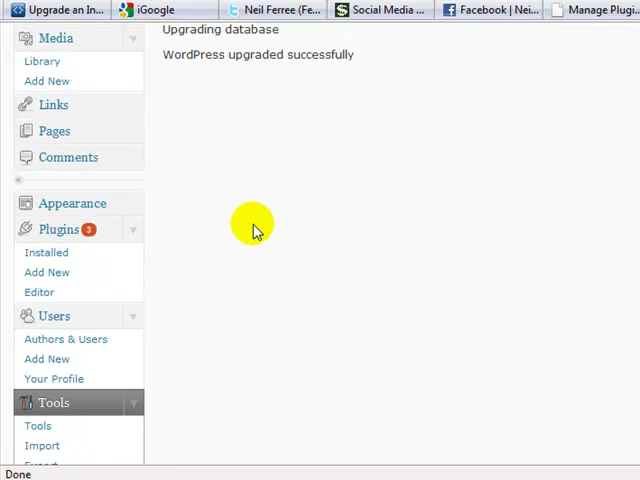 Upgrade an In...
iGoogle
Neil Ferree (Fe...
Social Media ...
Facebook | Nei...
Manage Plugi...
Media
Library
Add New
Links
Pages
Comments
Appearance
Plugins 3
Installed
Add New
Editor
Users
Authors & Users
Add New
Your Profile
Tools
Tools
Import
Export
Upgrading database
WordPress upgraded successfully
Done